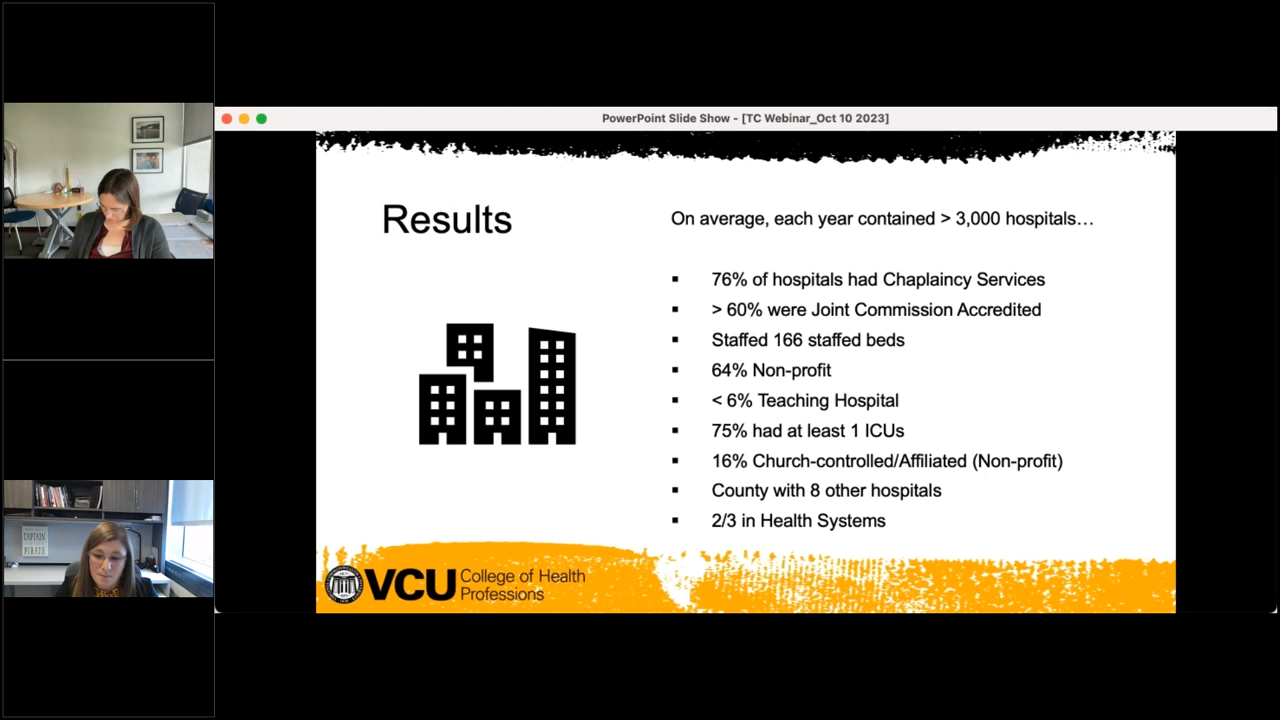 PowerPoint Slide Show - [TC Webinar_Oct 10 2023]
Results
On average, each year contained > 3,000 hospitals…
▪ 76% of hospitals had Chaplaincy Services
▪ > 60% were Joint Commission Accredited
▪ Staffed 166 staffed beds
▪ 64% Non-profit
▪ < 6% Teaching Hospital
▪ 75% had at least 1 ICUs
▪ 16% Church-controlled/Affiliated (Non-profit)
▪ County with 8 other hospitals
▪ 2/3 in Health Systems
VCU College of Health
Professions
CAPTAIN
PIRATE